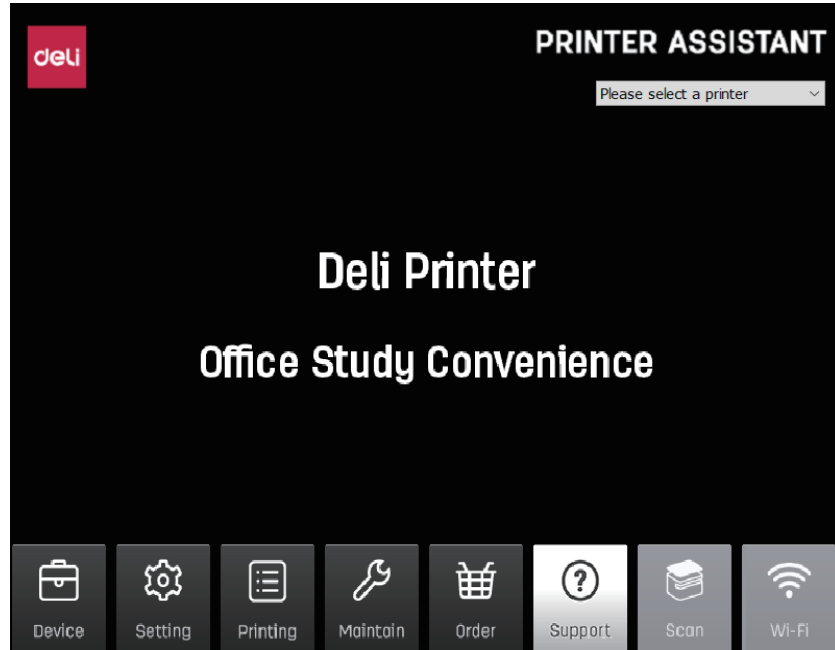 deli
PRINTER ASSISTANT
Please select a printer
Deli Printer
Office Study Convenience
Device
Setting
Printing
Maintain
Order
?
Support
Scan
Wi-Fi